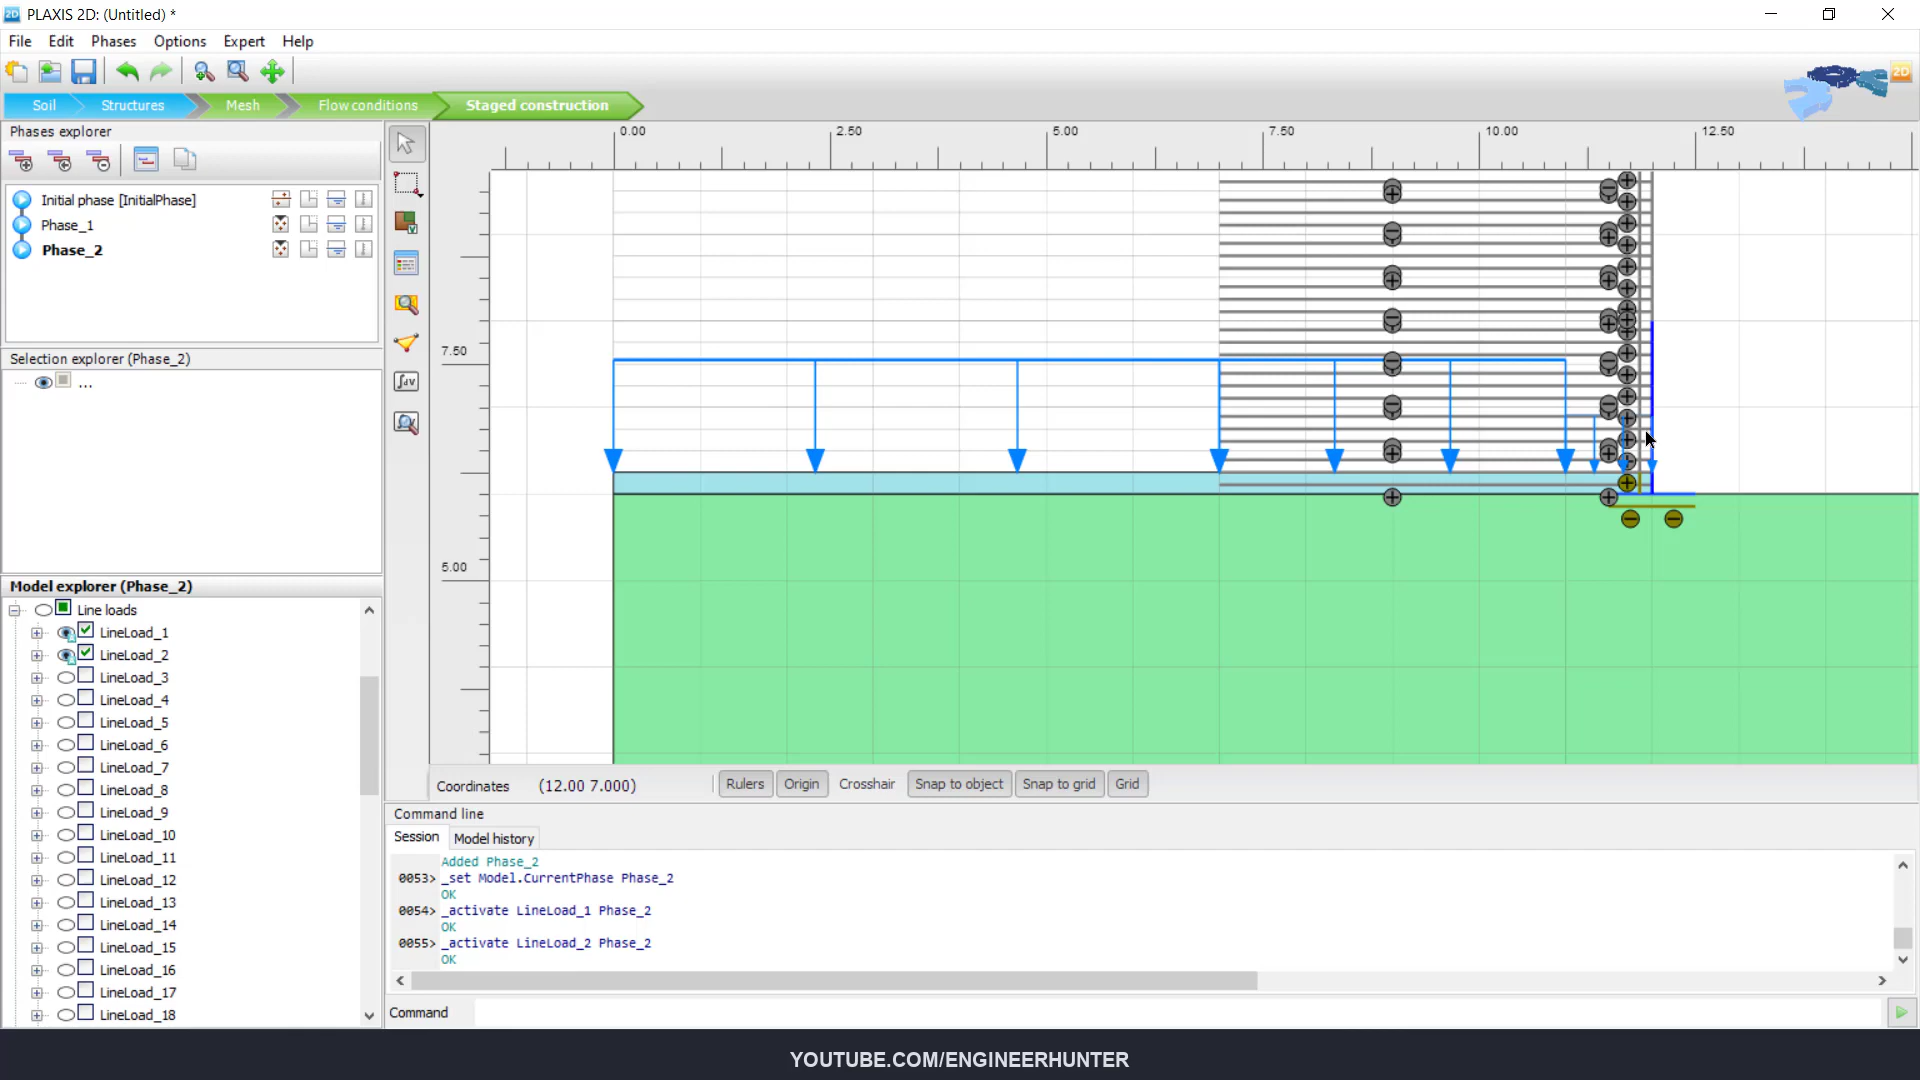 2D PLAXIS 2D: (Untitled) *
File Edit Phases Options Expert Help
2D
Soil Structures Mesh Flow conditions Staged construction
Phases explorer
Initial phase [InitialPhase]
Phase_1
Phase_2
Selection explorer (Phase_2)
...
Model explorer (Phase_2)
Line loads
LineLoad_1
LineLoad_2
LineLoad_3
LineLoad_4
LineLoad_5
LineLoad_6
LineLoad_7
LineLoad_8
LineLoad_9
LineLoad_10
LineLoad_11
LineLoad_12
LineLoad_13
LineLoad_14
LineLoad_15
LineLoad_16
LineLoad_17
LineLoad_18
0.00 2.50 5.00 7.50 10.00 12.50
7.50
5.00
Coordinates (12.00 7.000) Rulers Origin Crosshair Snap to object Snap to grid Grid
Command line
Session Model history
Added Phase_2
0053> _set Model.CurrentPhase Phase_2
OK
0054> _activate LineLoad_1 Phase_2
OK
0055> _activate LineLoad_2 Phase_2
OK
Command
YOUTUBE.COM/ENGINEERHUNTER